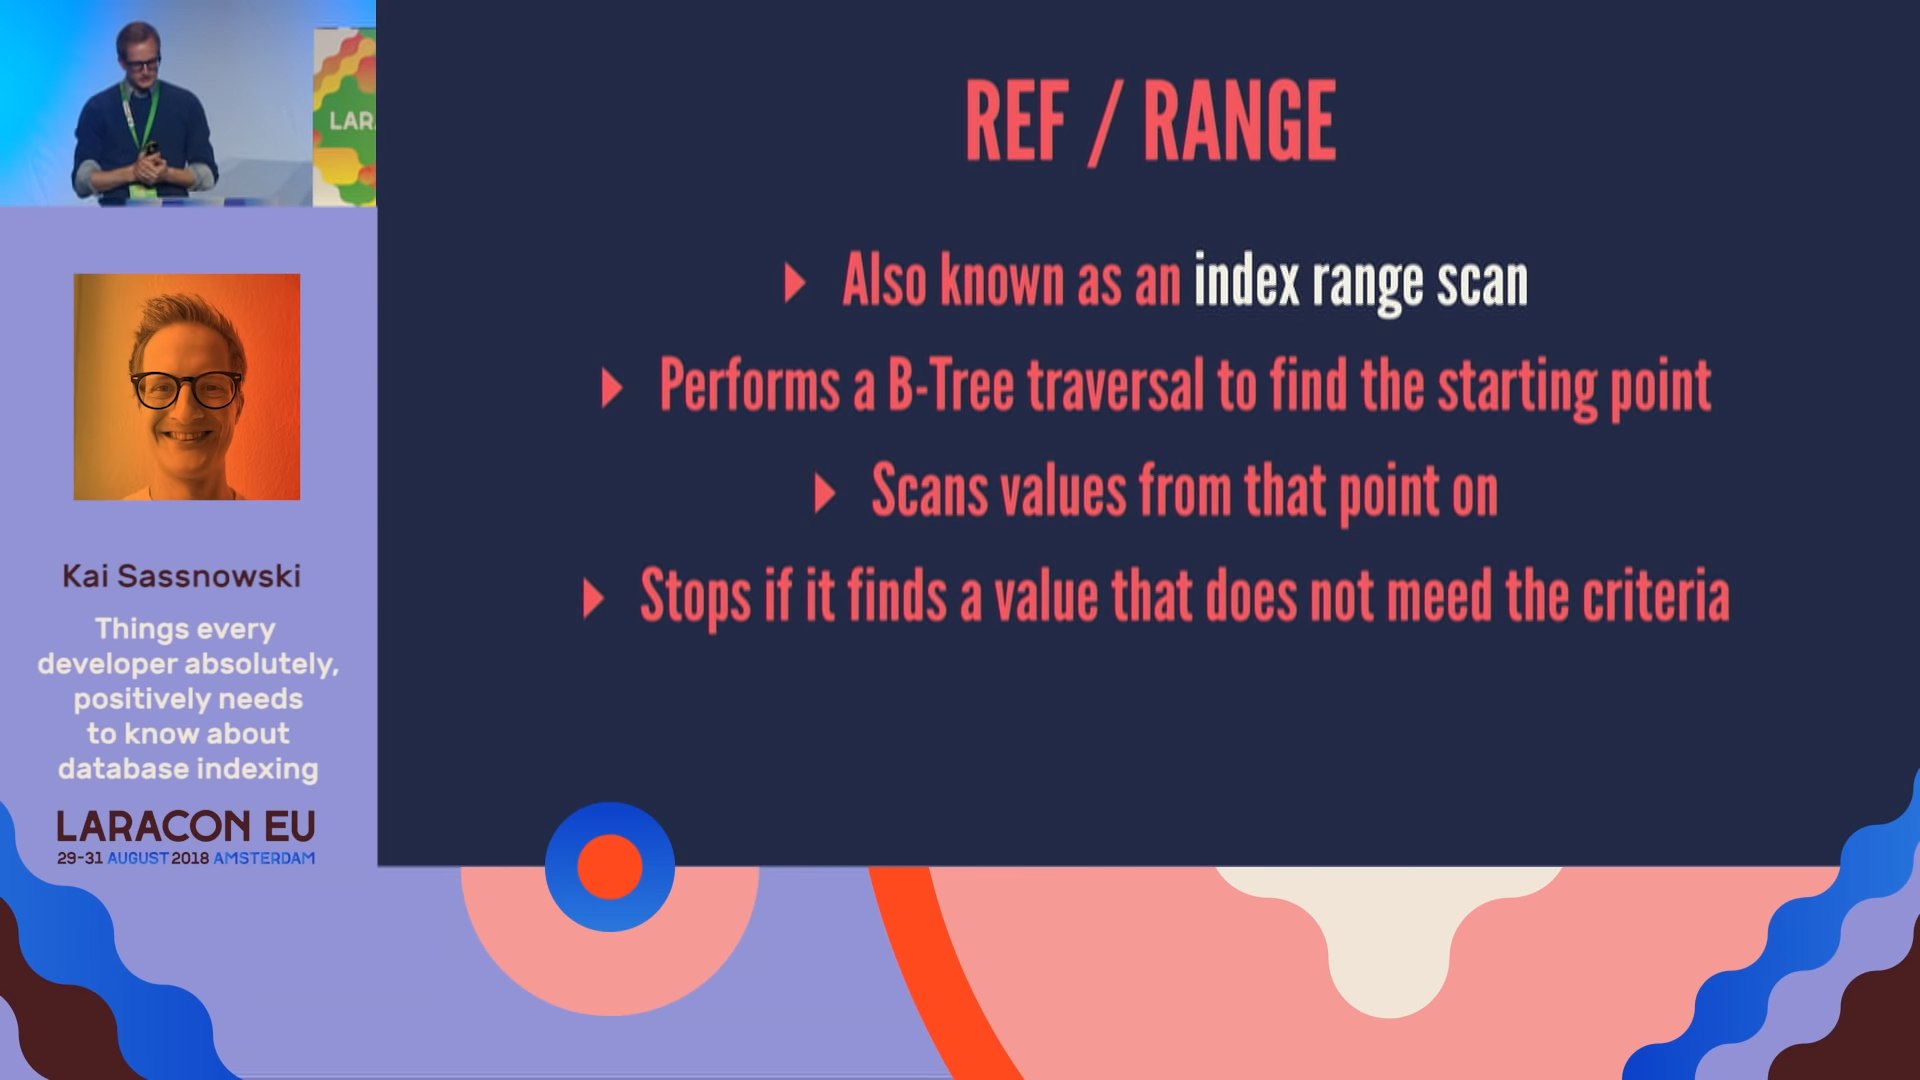 LAR
Kai Sassnowski
Things every
developer absolutely,
positively needs
to know about
database indexing
LARACON EU
29-31 AUGUST 2018 AMSTERDAM
REF / RANGE
Also known as an index range scan
Performs a B-Tree traversal to find the starting point
Scans values from that point on
Stops if it finds a value that does not meed the criteria